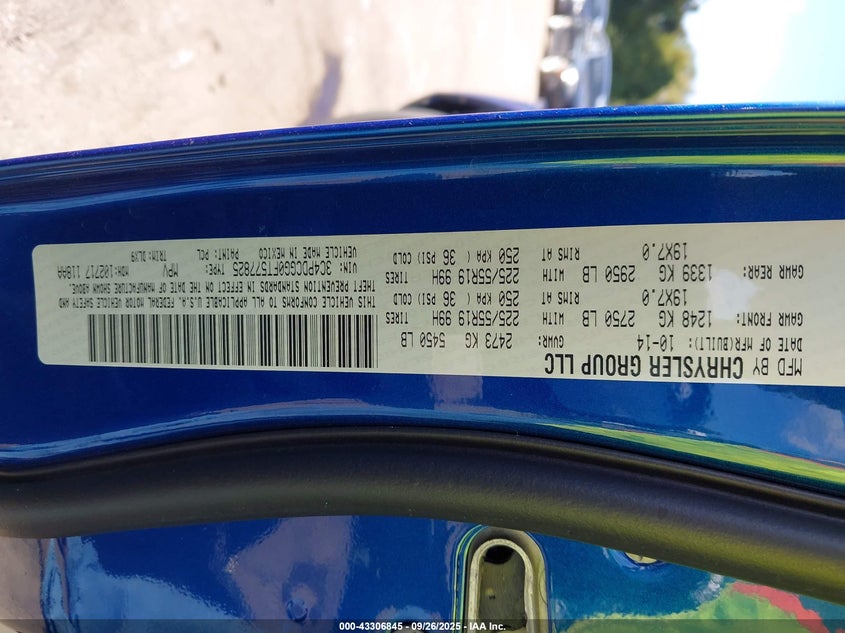 MFD BY CHRYSLER GROUP LLC
DATE OF MFR(BUILT): 10-14 GVWR: 2473 KG 5450 LB
GAWR FRONT: 1248 KG 2750 LB WITH 225/55R19 99H TIRES
19X7.0 RIMS AT 250 KPA ( 36 PSI) COLD
GAWR REAR: 1339 KG 2950 LB WITH 225/55R19 99H TIRES
19X7.0 RIMS AT 250 KPA ( 36 PSI) COLD
THIS VEHICLE CONFORMS TO ALL APPLICABLE U.S.A. FEDERAL MOTOR VEHICLE SAFETY AND
THEFT PREVENTION STANDARDS IN EFFECT ON THE DATE OF MANUFACTURE SHOWN ABOVE.
VIN: 3C4PDCGG0FT577825 TYPE: MPV MDH: 102717 118AA
VEHICLE MADE IN MEXICO PAINT: PCL TRIM: DLX9
000-43306845 - 09/26/2025 - IAA Inc.